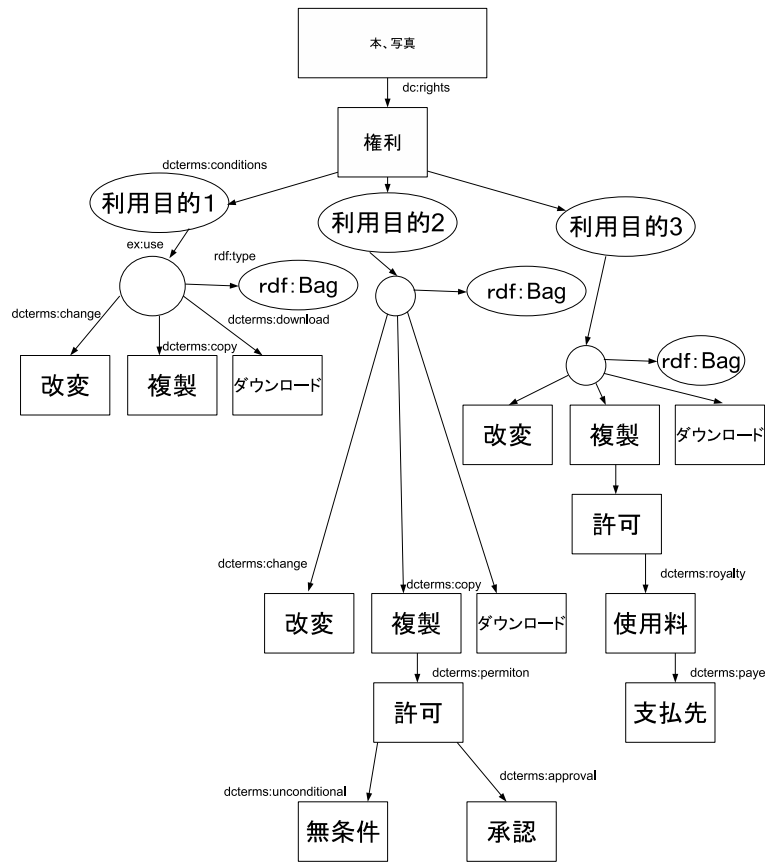 本、写真
dc:rights
権利
dcterms:conditions
利用目的1
利用目的2
利用目的3
ex:use
rdf:type
rdf:Bag
rdf:Bag
dcterms:change
dcterms:copy
dcterms:download
rdf:Bag
改変
複製
ダウンロード
改変
複製
ダウンロード
許可
dcterms:change
dcterms:copy
dcterms:royalty
改変
複製
ダウンロード
使用料
dcterms:permiton
dcterms:paye
許可
支払先
dcterms:unconditional
dcterms:approval
無条件
承認